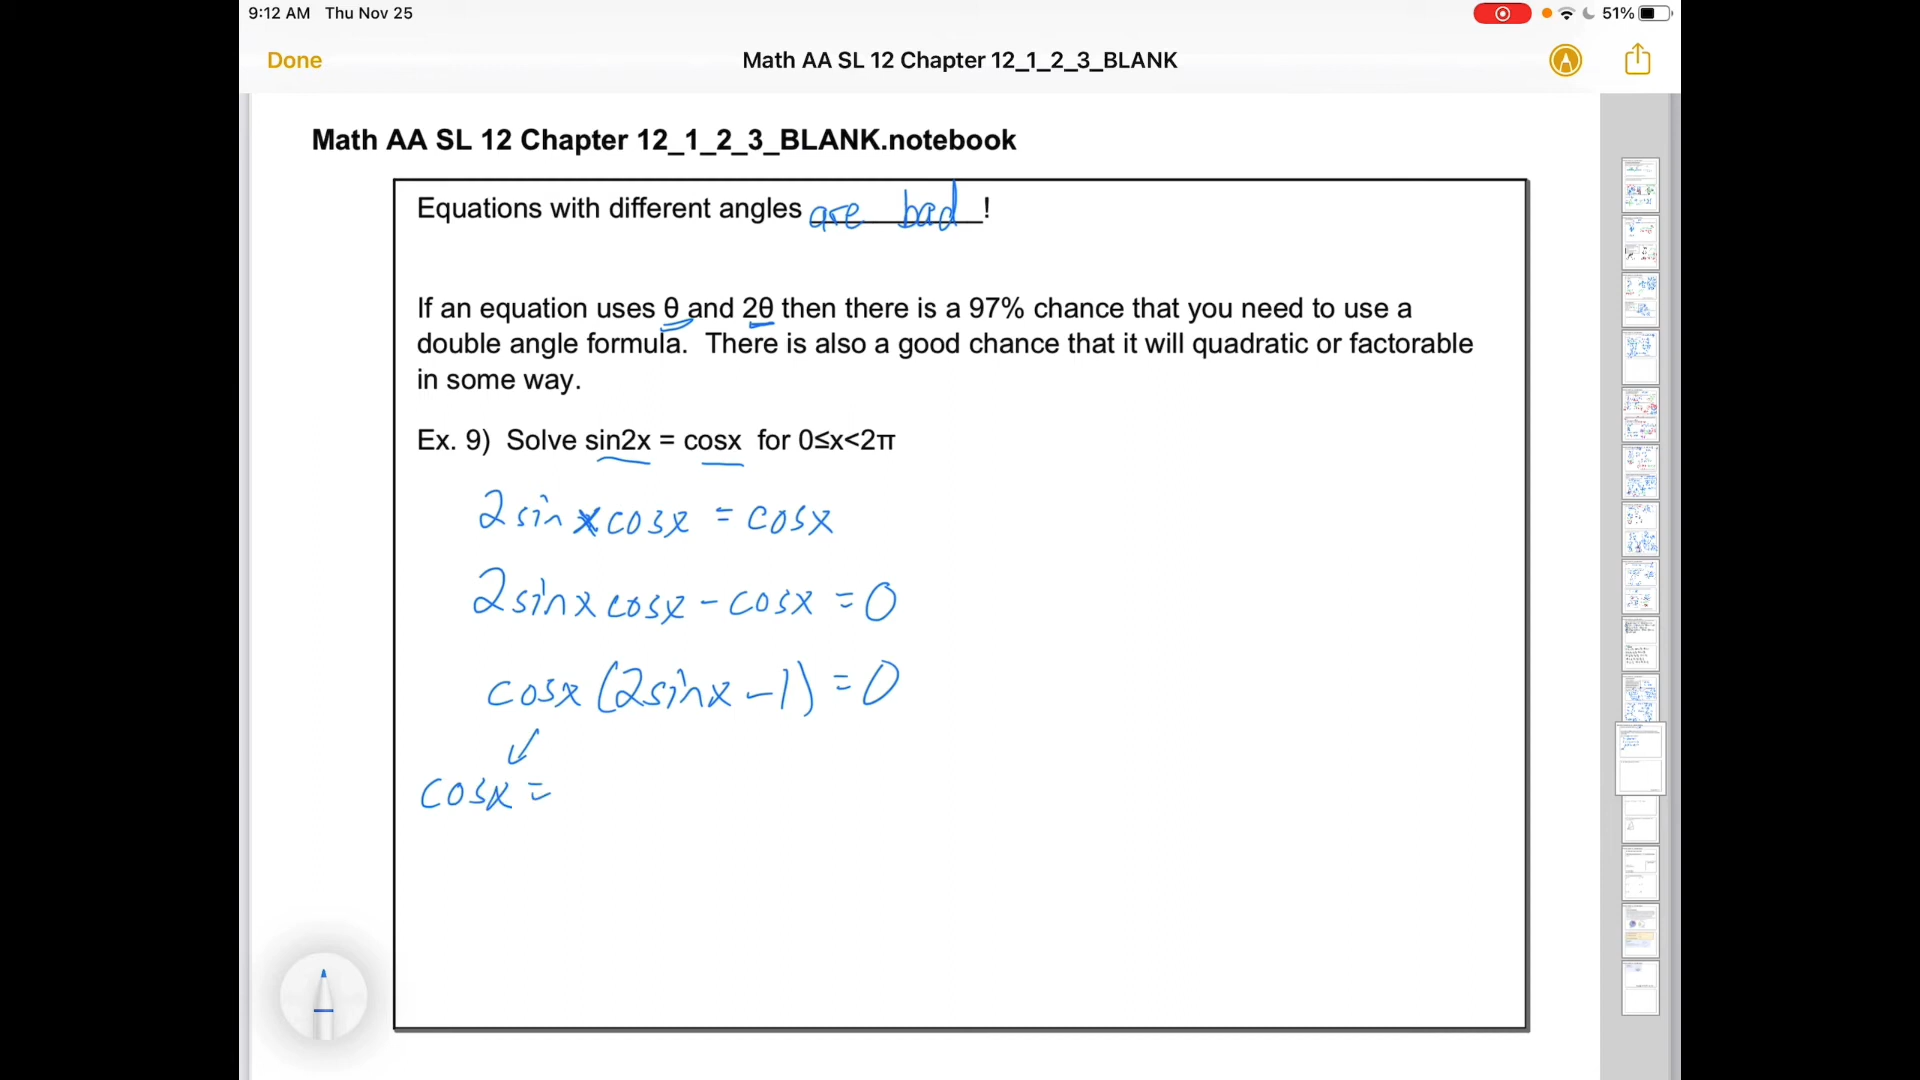 9:12 AM Thu Nov 25
51%
Done
Math AA SL 12 Chapter 12_1_2_3_BLANK
Math AA SL 12 Chapter 12_1_2_3_BLANK.notebook
Equations with different angles are bad!
If an equation uses θ and 2θ then there is a 97% chance that you need to use a
double angle formula. There is also a good chance that it will quadratic or factorable
in some way.
Ex. 9) Solve sin2x = cosx for 0≤x<2π
2sinxcosx = cosx
2sinxcosx - cosx = 0
cosx(2sinx-1) = 0
cosx =